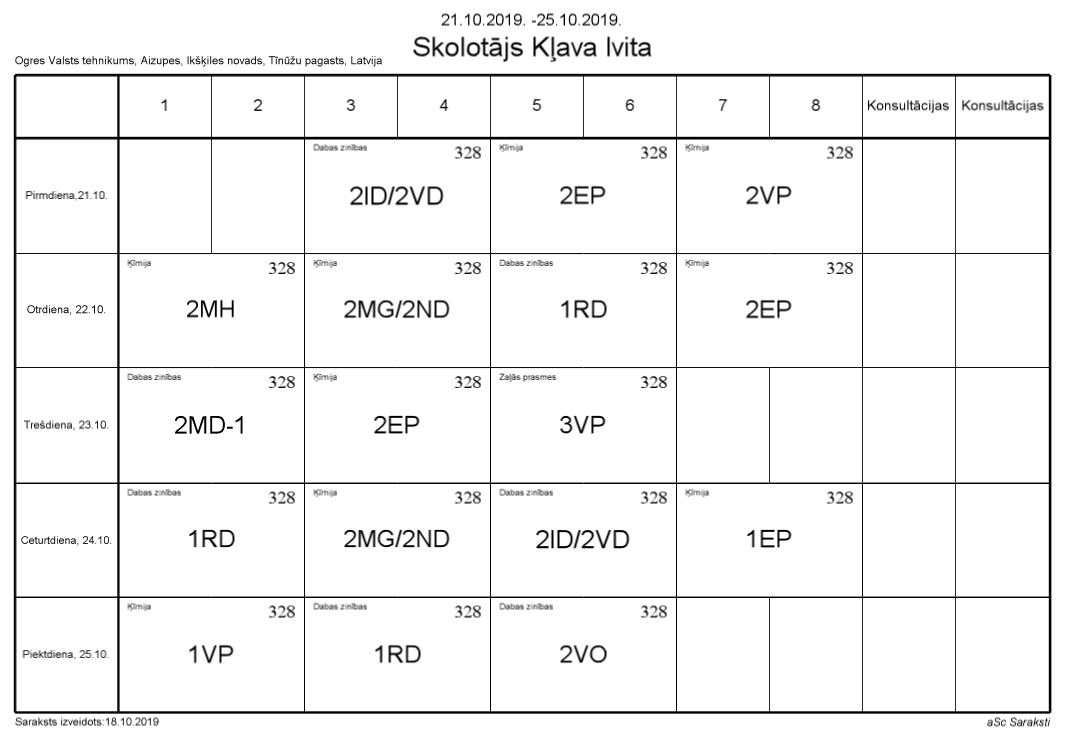 21.10.2019. -25.10.2019.
Skolotājs Kļava Ivita
Ogres Valsts tehnikums, Aizupes, Ikšķiles novads, Tīnūžu pagasts, Latvija
1 2 3 4 5 6 7 8 Konsultācijas Konsultācijas
Dabas zinības 328 Ķīmija 328 Ķīmija 328
Pirmdiena,21.10. 2ID/2VD 2EP 2VP
Ķīmija 328 Ķīmija 328 Dabas zinības 328 Ķīmija 328
Otrdiena, 22.10. 2MH 2MG/2ND 1RD 2EP
Dabas zinības 328 Ķīmija 328 Zaļās prasmes 328
Trešdiena, 23.10. 2MD-1 2EP 3VP
Dabas zinības 328 Ķīmija 328 Dabas zinības 328 Ķīmija 328
Ceturtdiena, 24.10. 1RD 2MG/2ND 2ID/2VD 1EP
Ķīmija 328 Dabas zinības 328 Dabas zinības 328
Piektdiena, 25.10. 1VP 1RD 2VO
Saraksts izveidots:18.10.2019 aSc Saraksti